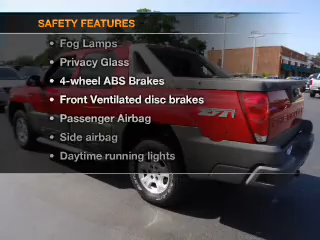 SAFETY FEATURES
• Fog Lamps
• Privacy Glass
• 4-wheel ABS Brakes
• Front Ventilated disc brakes
• Passenger Airbag
• Side airbag
• Daytime running lights
Z71